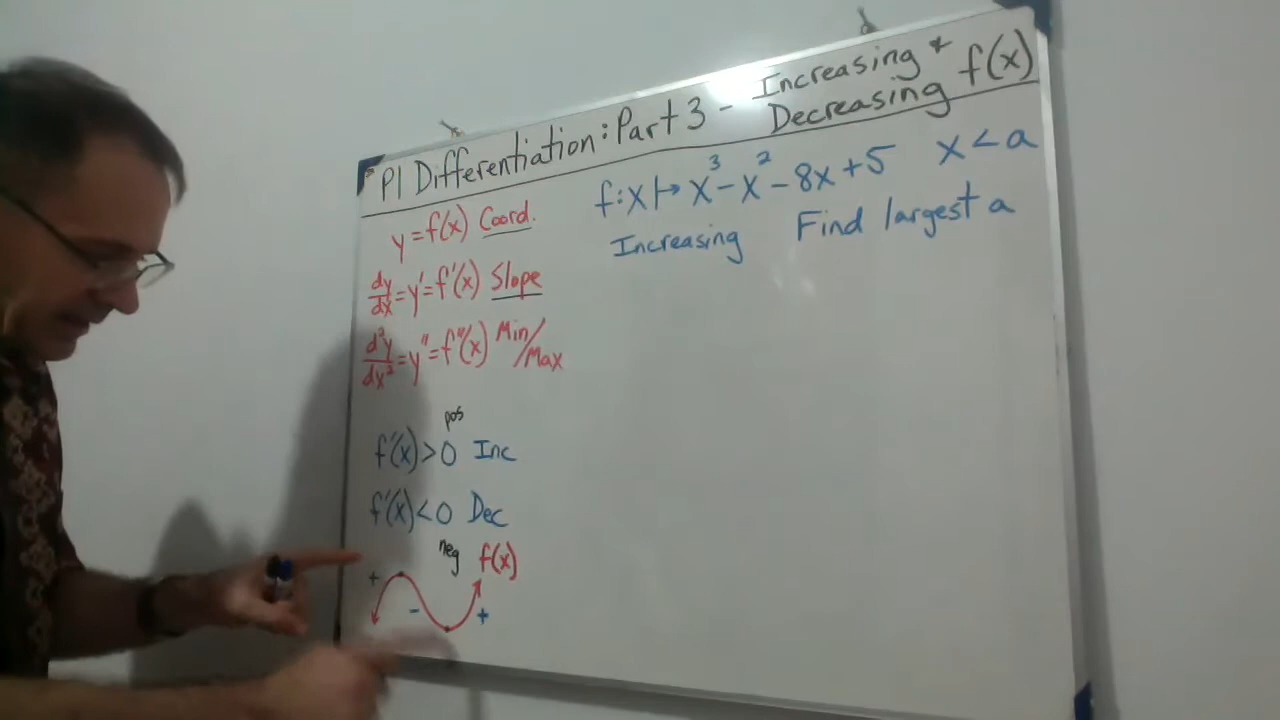 P1 Differentiation: Part 3 - Increasing + Decreasing f(x)
y=f(x) Coord.
dy/dx=y'=f'(x) Slope
d²y/dx²=y''=f''(x) Min/Max
pos
f'(x)>0 Inc
f'(x)<0 Dec
neg f(x)
+ - +
f:x↦x³-x²-8x+5 x<a
Increasing Find largest a